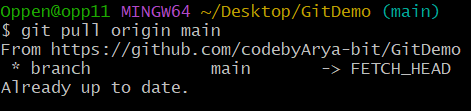 Oppen@opp11 MINGW64 ~/Desktop/GitDemo (main)
$ git pull origin main
From https://github.com/codebyArya-bit/GitDemo
 * branch            main       -> FETCH_HEAD
Already up to date.